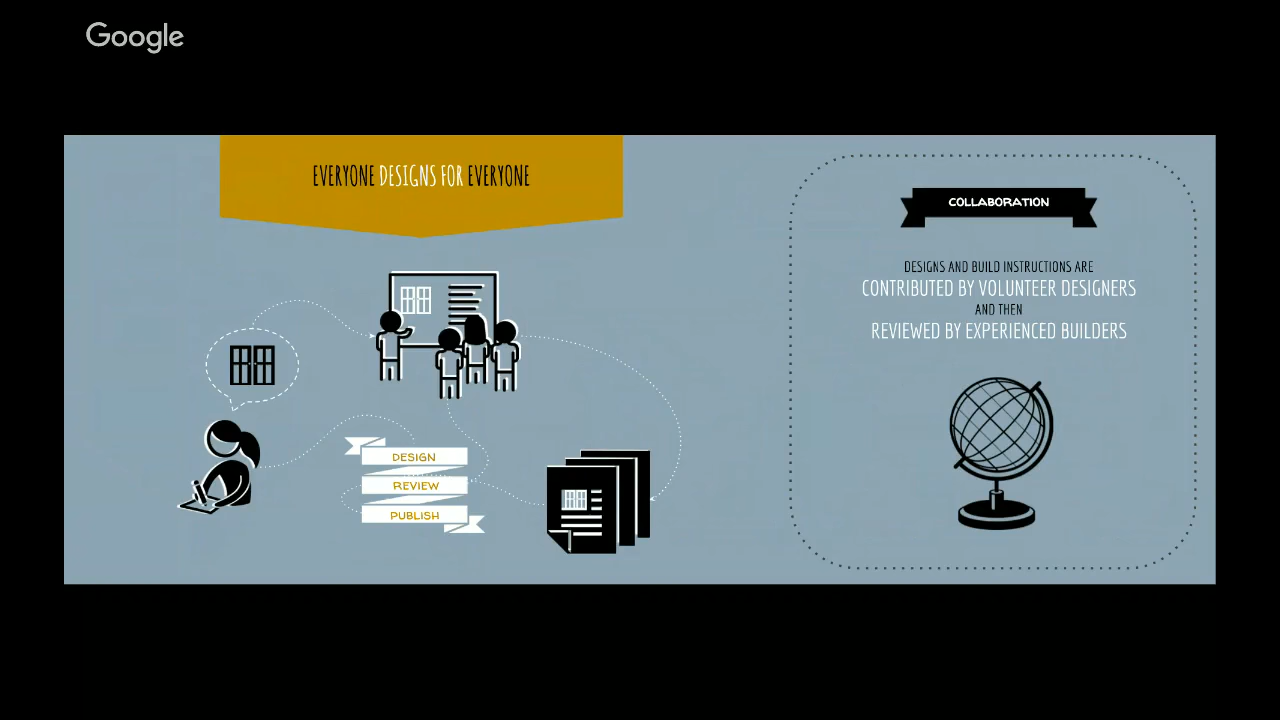 Google
EVERYONE DESIGNS FOR EVERYONE
DESIGN
REVIEW
PUBLISH
COLLABORATION
DESIGNS AND BUILD INSTRUCTIONS ARE
CONTRIBUTED BY VOLUNTEER DESIGNERS
AND THEN
REVIEWED BY EXPERIENCED BUILDERS